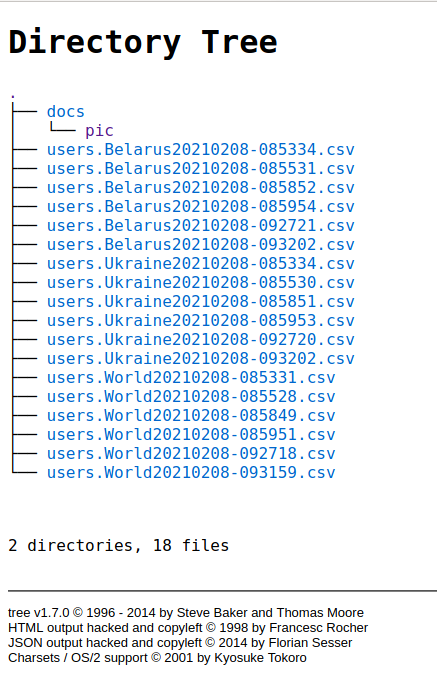 Directory Tree
.
├── docs
│   └── pic
├── users.Belarus20210208-085334.csv
├── users.Belarus20210208-085531.csv
├── users.Belarus20210208-085852.csv
├── users.Belarus20210208-085954.csv
├── users.Belarus20210208-092721.csv
├── users.Belarus20210208-093202.csv
├── users.Ukraine20210208-085334.csv
├── users.Ukraine20210208-085530.csv
├── users.Ukraine20210208-085851.csv
├── users.Ukraine20210208-085953.csv
├── users.Ukraine20210208-092720.csv
├── users.Ukraine20210208-093202.csv
├── users.World20210208-085331.csv
├── users.World20210208-085528.csv
├── users.World20210208-085849.csv
├── users.World20210208-085951.csv
├── users.World20210208-092718.csv
└── users.World20210208-093159.csv
2 directories, 18 files
tree v1.7.0 © 1996 - 2014 by Steve Baker and Thomas Moore
HTML output hacked and copyleft © 1998 by Francesc Rocher
JSON output hacked and copyleft © 2014 by Florian Sesser
Charsets / OS/2 support © 2001 by Kyosuke Tokoro